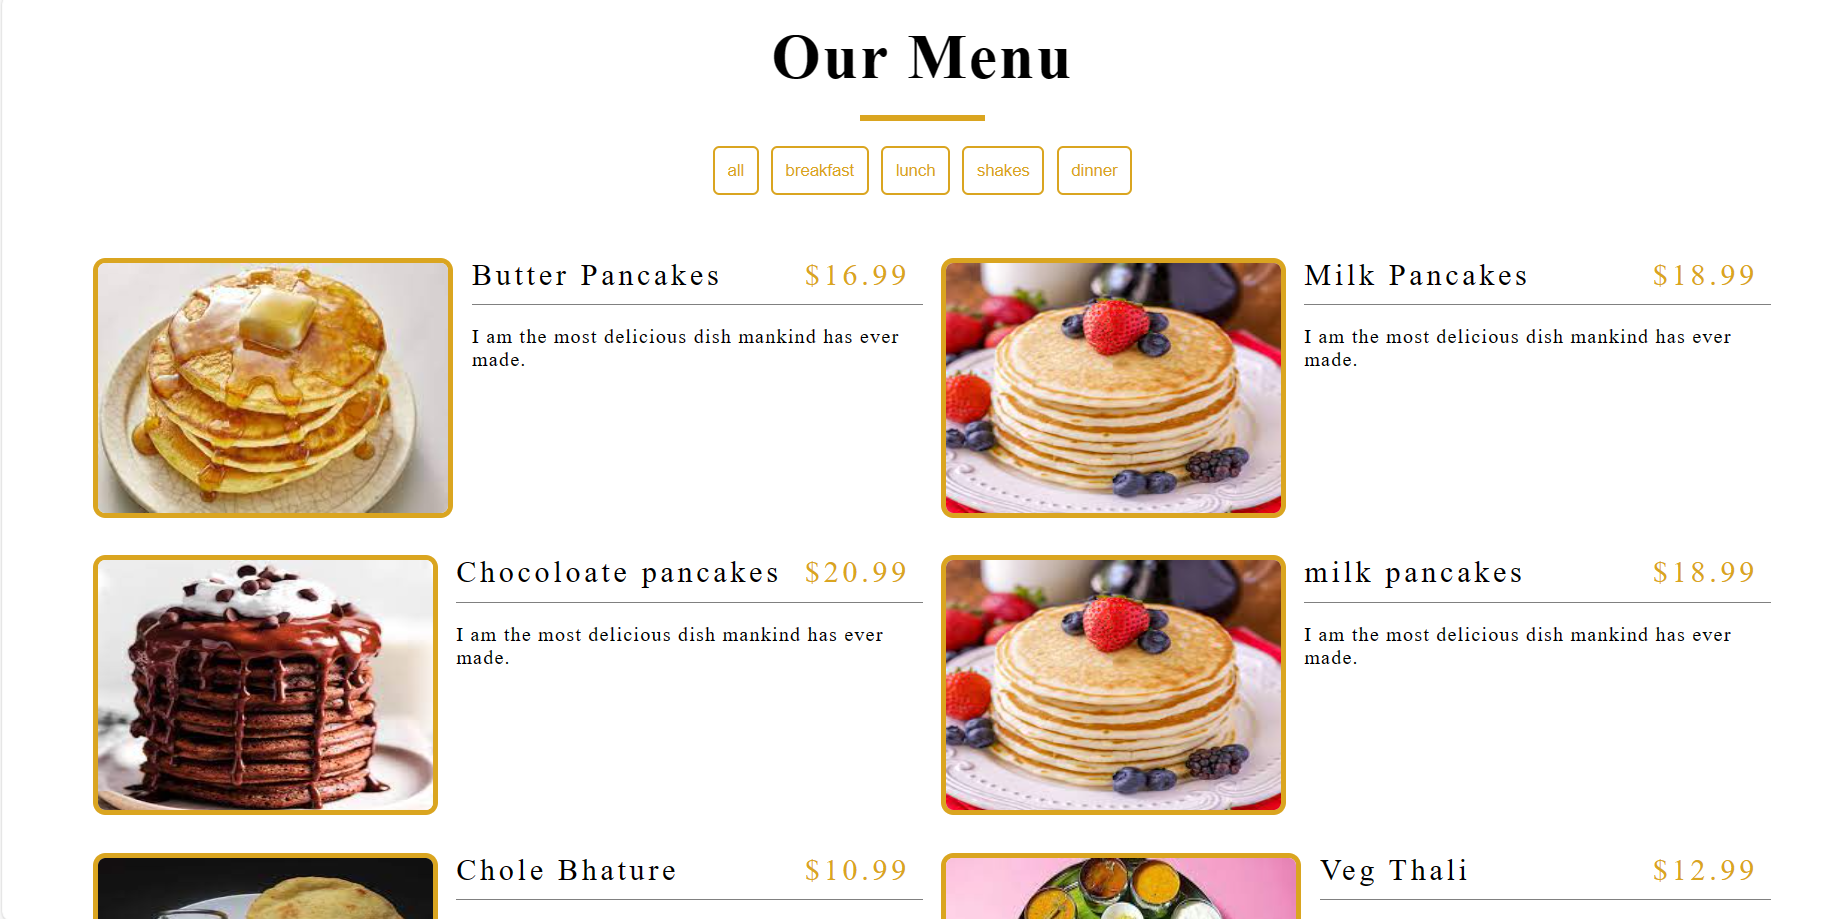 Our Menu
all breakfast lunch shakes dinner
Butter Pancakes $16.99
I am the most delicious dish mankind has ever
made.
Milk Pancakes $18.99
I am the most delicious dish mankind has ever
made.
Chocoloate pancakes $20.99
I am the most delicious dish mankind has ever
made.
milk pancakes $18.99
I am the most delicious dish mankind has ever
made.
Chole Bhature $10.99
Veg Thali $12.99